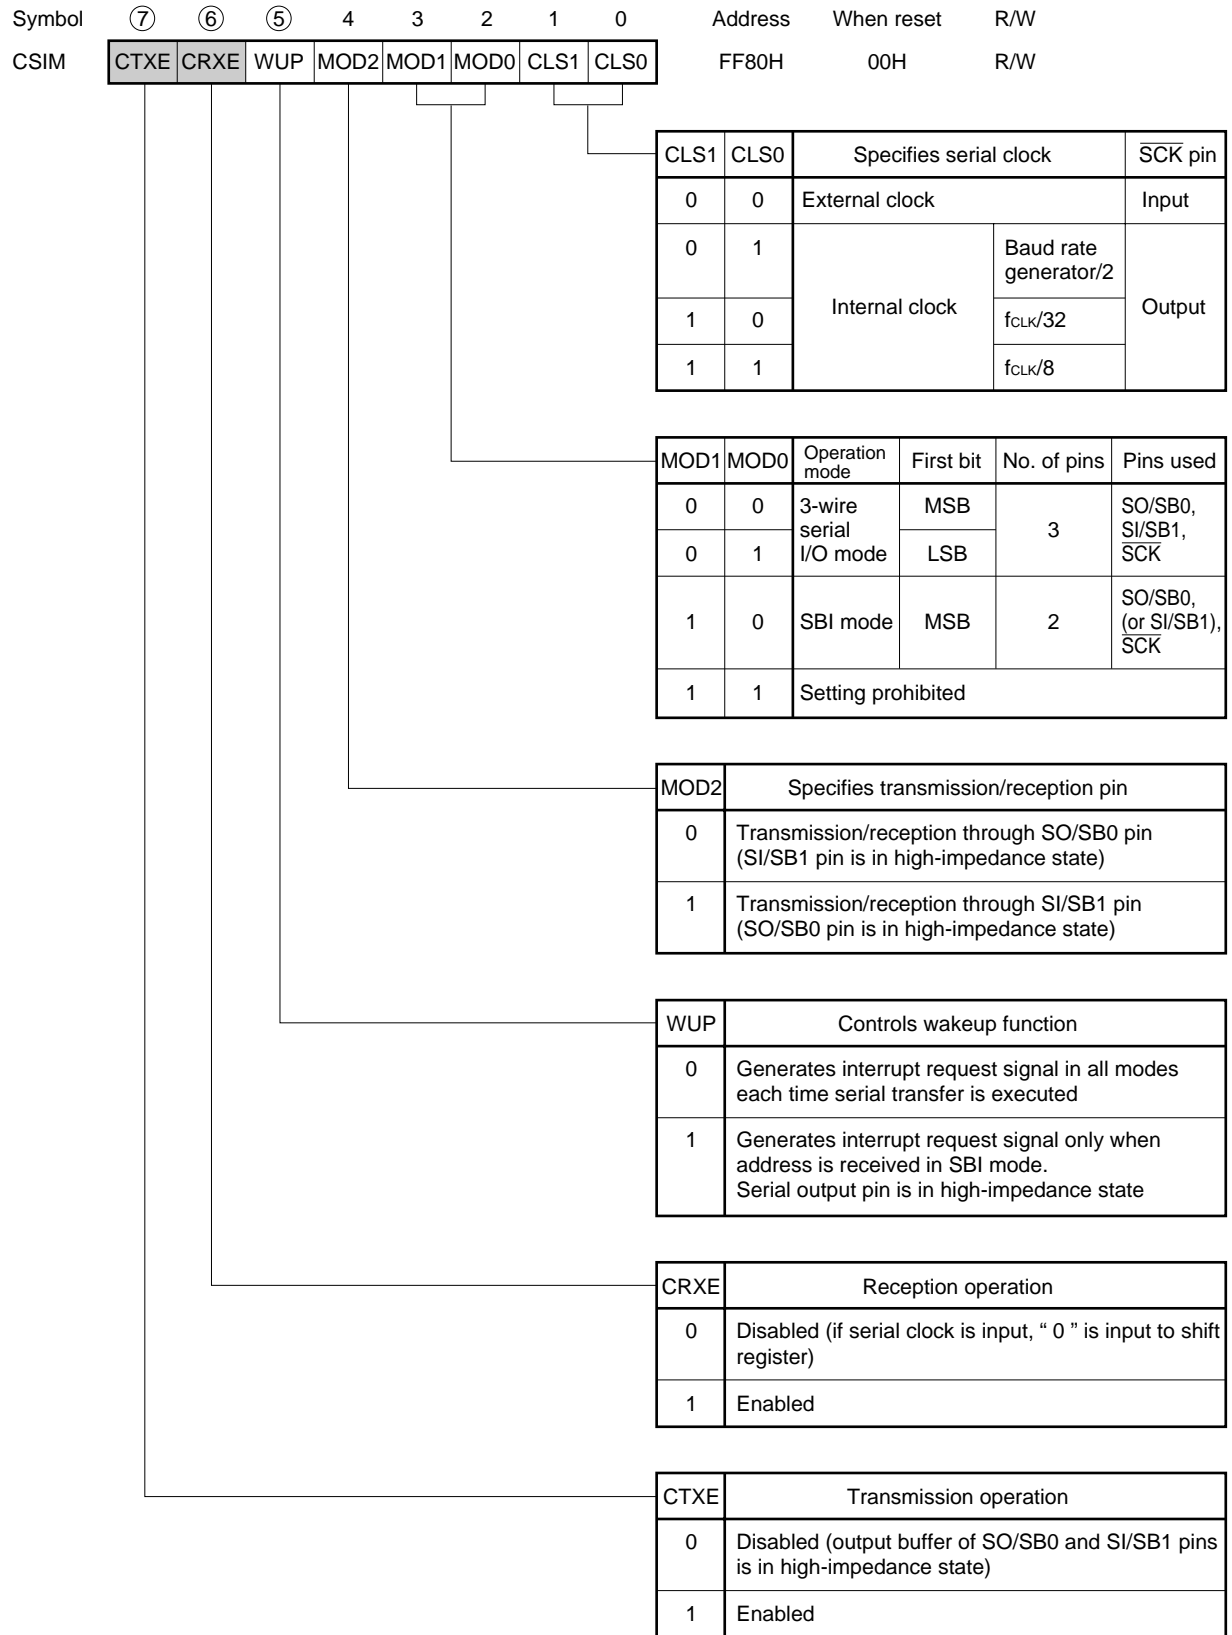 Symbol ⑦ ⑥ ⑤ 4 3 2 1 0 Address When reset R/W
CSIM CTXE CRXE WUP MOD2 MOD1 MOD0 CLS1 CLS0 FF80H 00H R/W
CLS1 CLS0 Specifies serial clock SCK pin
0 0 External clock Input
0 1 Internal clock Baud rate
generator/2 Output
1 0 fCLK/32
1 1 fCLK/8
MOD1 MOD0 Operation
mode First bit No. of pins Pins used
0 0 3-wire
serial
I/O mode MSB 3 SO/SB0,
SI/SB1,
SCK
0 1 LSB
1 0 SBI mode MSB 2 SO/SB0,
(or SI/SB1),
SCK
1 1 Setting prohibited
MOD2 Specifies transmission/reception pin
0 Transmission/reception through SO/SB0 pin
(SI/SB1 pin is in high-impedance state)
1 Transmission/reception through SI/SB1 pin
(SO/SB0 pin is in high-impedance state)
WUP Controls wakeup function
0 Generates interrupt request signal in all modes
each time serial transfer is executed
1 Generates interrupt request signal only when
address is received in SBI mode.
Serial output pin is in high-impedance state
CRXE Reception operation
0 Disabled (if serial clock is input, “ 0 ” is input to shift
register)
1 Enabled
CTXE Transmission operation
0 Disabled (output buffer of SO/SB0 and SI/SB1 pins
is in high-impedance state)
1 Enabled